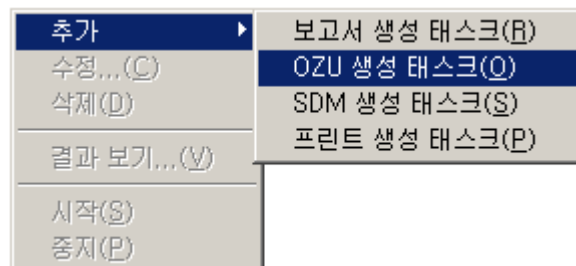 추가
수정...(C)
삭제(D)
결과 보기...(V)
시작(S)
중지(P)
보고서 생성 태스크(R)
OZU 생성 태스크(O)
SDM 생성 태스크(S)
프린트 생성 태스크(P)